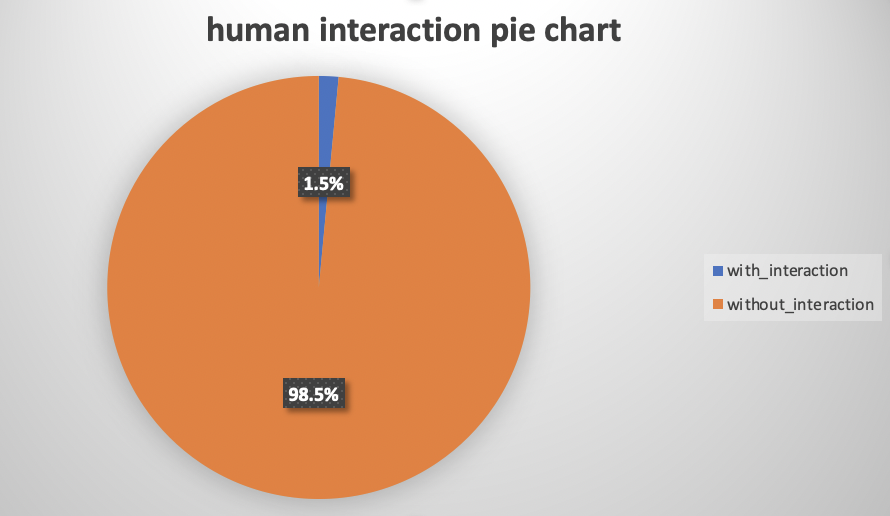 human interaction pie chart
1.5%
98.5%
with_interaction
without_interaction